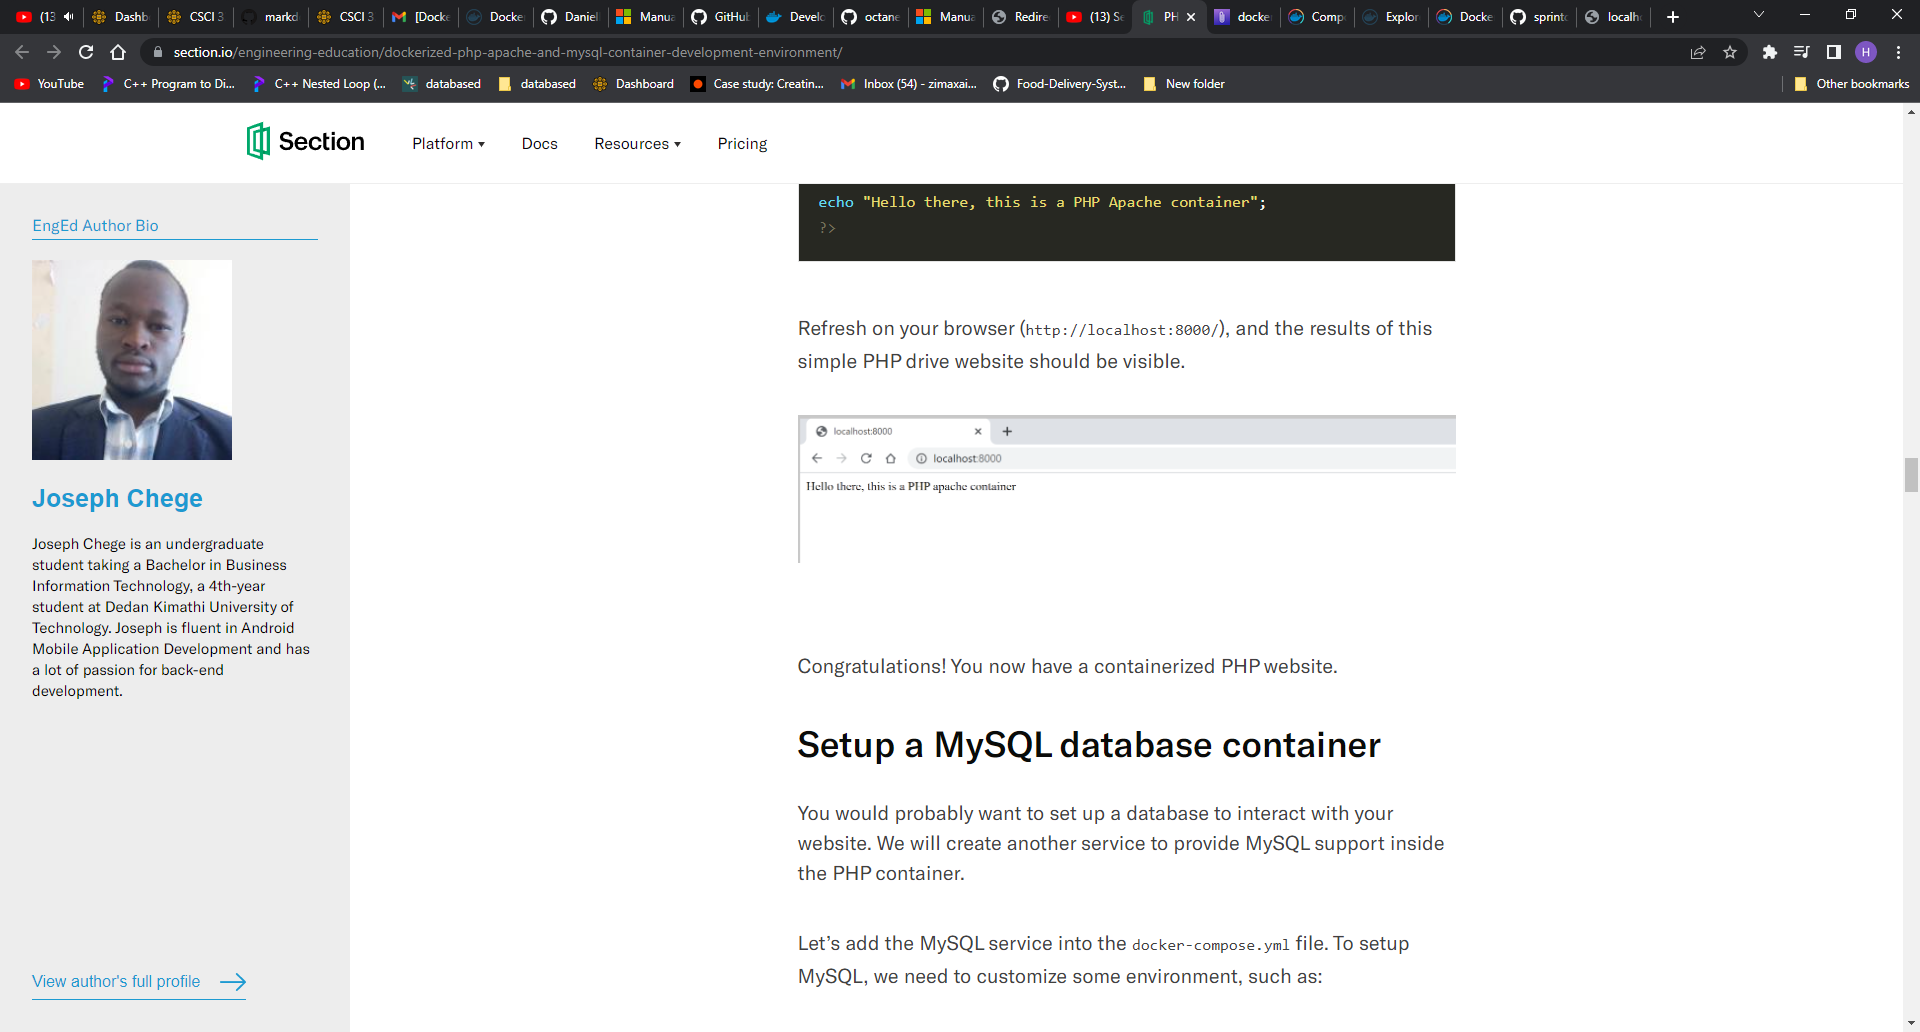 (13
Dashb
CSCI 3
markd
CSCI 3
[Docke
Docke
Daniel
Manua
GitHub
Develo
octane
Manua
Redire
(13) Se
PH
docke
Comp
Explor
Docke
sprint
localh
section.io/engineering-education/dockerized-php-apache-and-mysql-container-development-environment/
H
YouTube
C++ Program to Di...
C++ Nested Loop (...
databased
databased
Dashboard
Case study: Creatin...
Inbox (54) - zimaxai...
Food-Delivery-Syst...
New folder
Other bookmarks
Section
Platform
Docs
Resources
Pricing
EngEd Author Bio
Joseph Chege
Joseph Chege is an undergraduate
student taking a Bachelor in Business
Information Technology, a 4th-year
student at Dedan Kimathi University of
Technology. Joseph is fluent in Android
Mobile Application Development and has
a lot of passion for back-end
development.
View author's full profile
echo "Hello there, this is a PHP Apache container";
?>
Refresh on your browser (http://localhost:8000/), and the results of this
simple PHP drive website should be visible.
localhost:8000
localhost:8000
Hello there, this is a PHP apache container
Congratulations! You now have a containerized PHP website.
Setup a MySQL database container
You would probably want to set up a database to interact with your
website. We will create another service to provide MySQL support inside
the PHP container.
Let’s add the MySQL service into the docker-compose.yml file. To setup
MySQL, we need to customize some environment, such as: